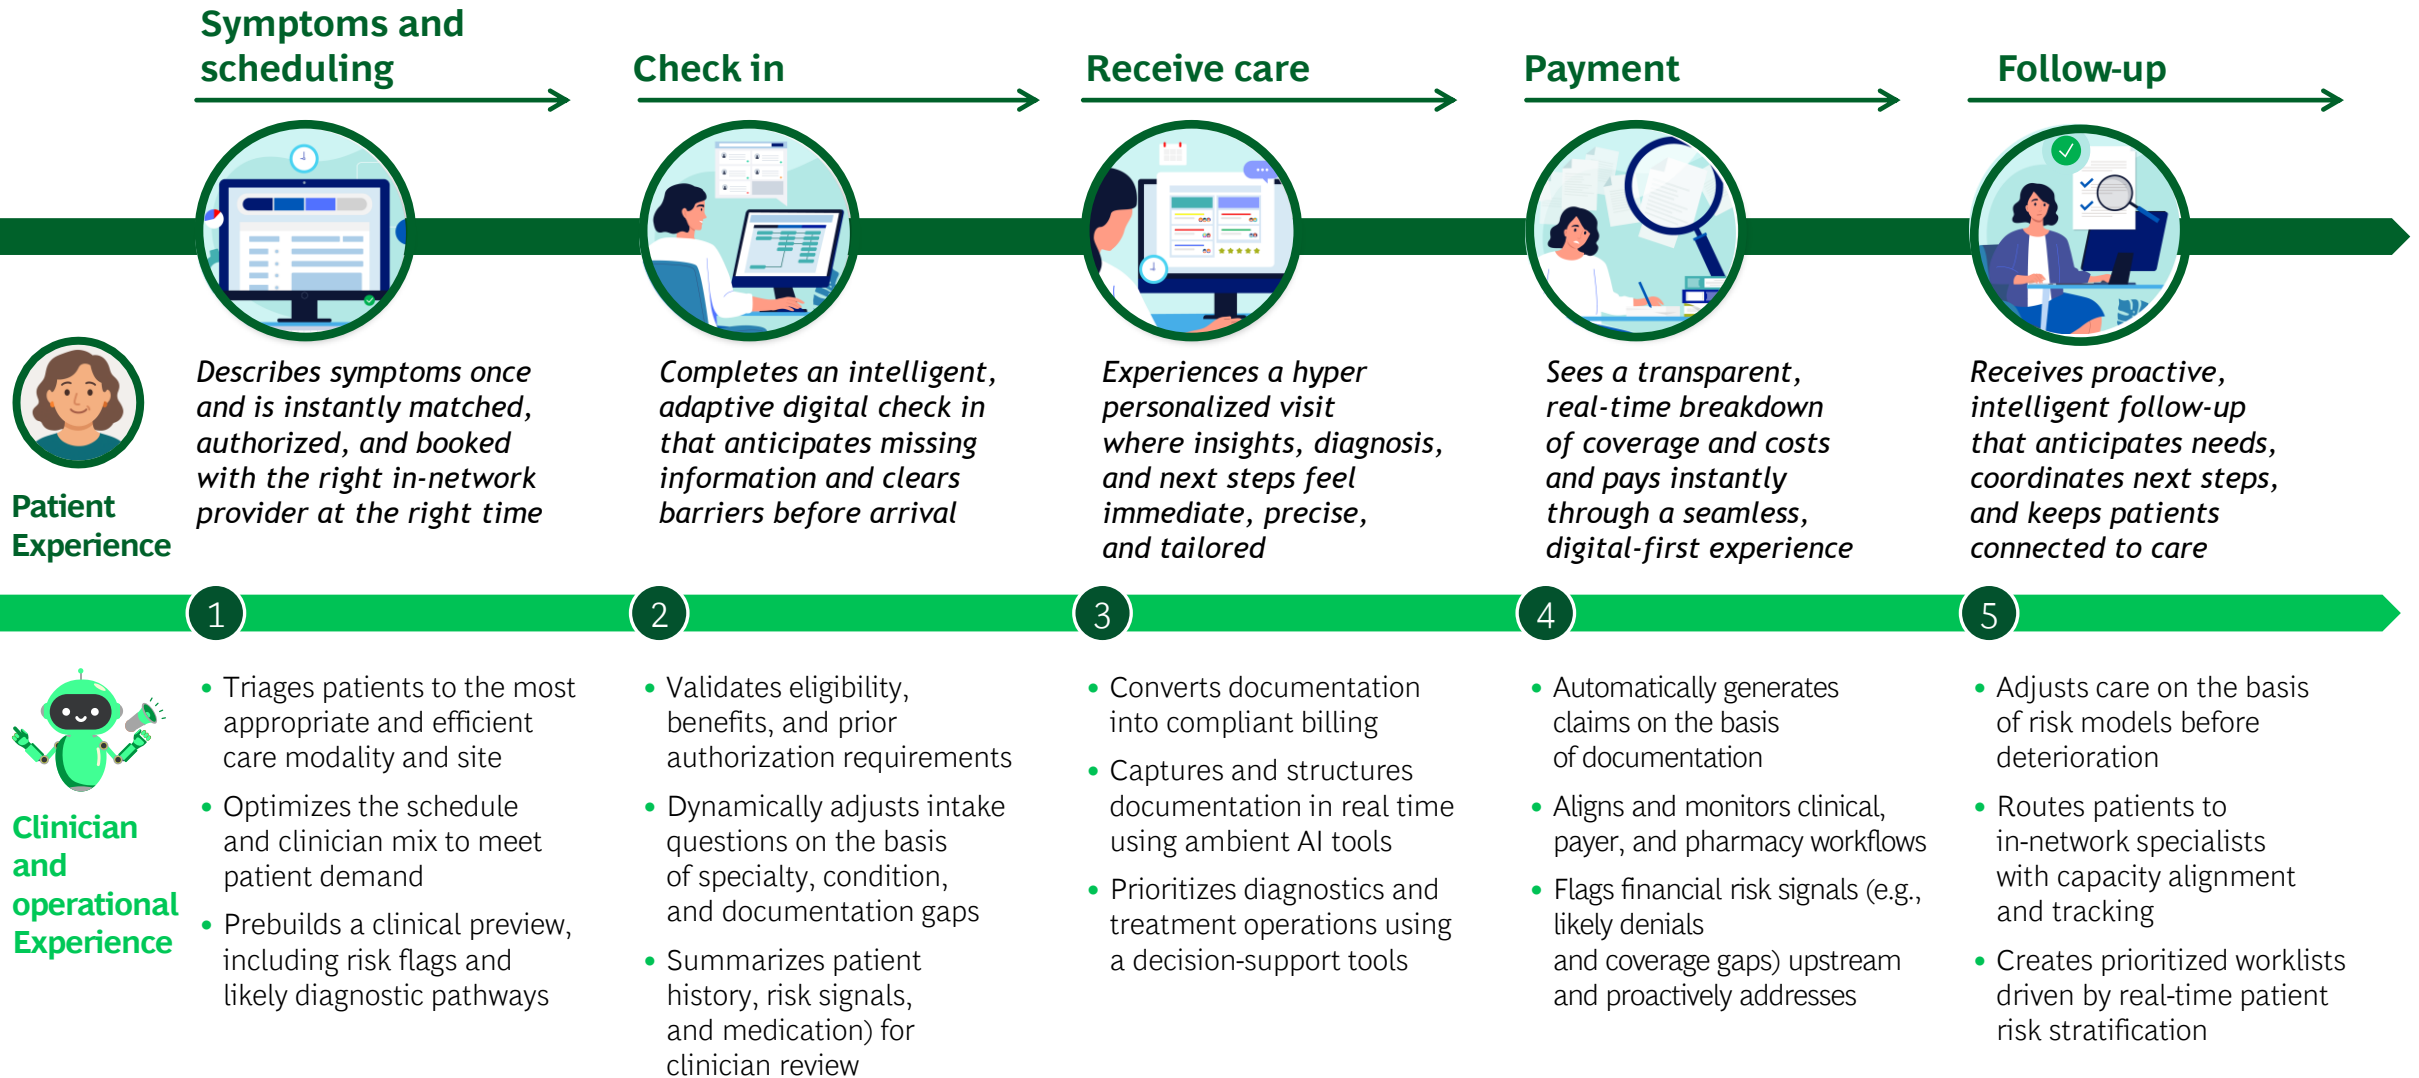 Symptoms and
scheduling
Check in
Receive care
Payment
Follow-up
Patient
Experience
Describes symptoms once
and is instantly matched,
authorized, and booked
with the right in-network
provider at the right time
Completes an intelligent,
adaptive digital check in
that anticipates missing
information and clears
barriers before arrival
Experiences a hyper
personalized visit
where insights, diagnosis,
and next steps feel
immediate, precise,
and tailored
Sees a transparent,
real-time breakdown
of coverage and costs
and pays instantly
through a seamless,
digital-first experience
Receives proactive,
intelligent follow-up
that anticipates needs,
coordinates next steps,
and keeps patients
connected to care
1
2
3
4
5
Clinician
and
operational
Experience
• Triages patients to the most
appropriate and efficient
care modality and site
• Optimizes the schedule
and clinician mix to meet
patient demand
• Prebuilds a clinical preview,
including risk flags and
likely diagnostic pathways
• Validates eligibility,
benefits, and prior
authorization requirements
• Dynamically adjusts intake
questions on the basis
of specialty, condition,
and documentation gaps
• Summarizes patient
history, risk signals,
and medication) for
clinician review
• Converts documentation
into compliant billing
• Captures and structures
documentation in real time
using ambient AI tools
• Prioritizes diagnostics and
treatment operations using
a decision-support tools
• Automatically generates
claims on the basis
of documentation
• Aligns and monitors clinical,
payer, and pharmacy workflows
• Flags financial risk signals (e.g.,
likely denials
and coverage gaps) upstream
and proactively addresses
• Adjusts care on the basis
of risk models before
deterioration
• Routes patients to
in-network specialists
with capacity alignment
and tracking
• Creates prioritized worklists
driven by real-time patient
risk stratification